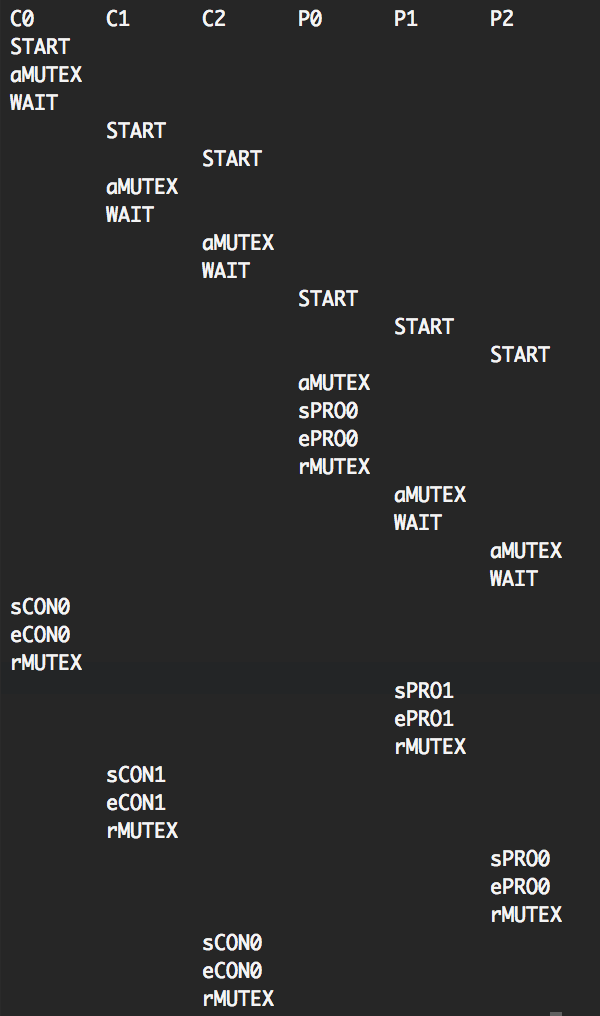 C0 C1 C2 P0 P1 P2
START
aMUTEX
WAIT
START
START
aMUTEX
WAIT
aMUTEX
WAIT
START
START
START
aMUTEX
sPRO0
ePRO0
rMUTEX
aMUTEX
WAIT
aMUTEX
WAIT
sCON0
eCON0
rMUTEX
sPRO1
ePRO1
rMUTEX
sCON1
eCON1
rMUTEX
sPRO0
ePRO0
rMUTEX
sCON0
eCON0
rMUTEX